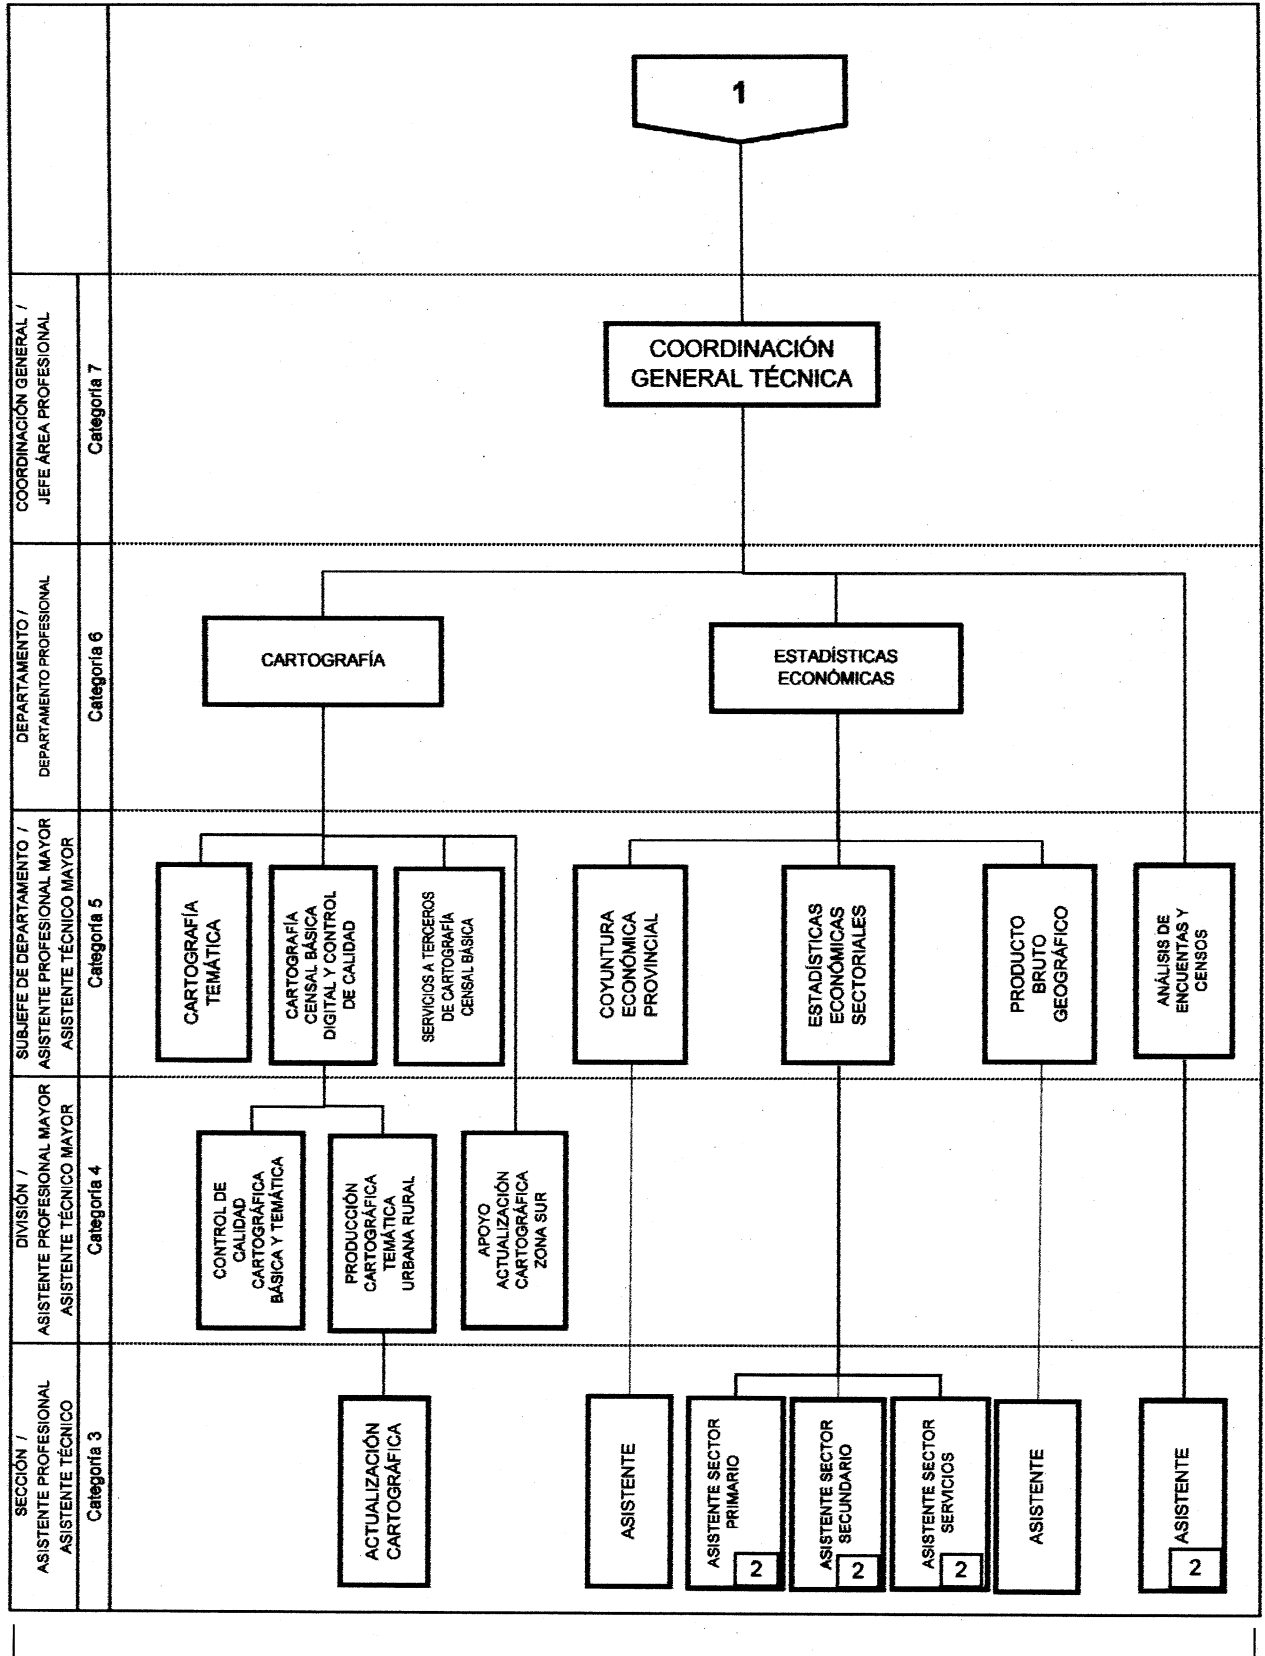 1
COORDINACIÓN GENERAL /
JEFE ÁREA PROFESIONAL
Categoría 7
COORDINACIÓN
GENERAL TÉCNICA
DEPARTAMENTO /
DEPARTAMENTO PROFESIONAL
Categoría 6
CARTOGRAFÍA
ESTADÍSTICAS
ECONÓMICAS
SUBJEFE DE DEPARTAMENTO /
ASISTENTE PROFESIONAL MAYOR
ASISTENTE TÉCNICO MAYOR
Categoría 5
CARTOGRAFÍA
TEMÁTICA
CARTOGRAFÍA
CENSAL BÁSICA
DIGITAL Y CONTROL
DE CALIDAD
SERVICIOS A TERCEROS
DE CARTOGRAFÍA
CENSAL BÁSICA
COYUNTURA
ECONÓMICA
PROVINCIAL
ESTADÍSTICAS
ECONÓMICAS
SECTORIALES
PRODUCTO
BRUTO
GEOGRÁFICO
ANÁLISIS DE
ENCUENTAS Y
CENSOS
DIVISIÓN /
ASISTENTE PROFESIONAL MAYOR
ASISTENTE TÉCNICO MAYOR
Categoría 4
CONTROL DE
CALIDAD
CARTOGRÁFICA
BÁSICA Y TEMÁTICA
PRODUCCIÓN
CARTOGRÁFICA
TEMÁTICA
URBANA RURAL
APOYO
ACTUALIZACIÓN
CARTOGRÁFICA
ZONA SUR
SECCIÓN /
ASISTENTE PROFESIONAL
ASISTENTE TÉCNICO
Categoría 3
ACTUALIZACIÓN
CARTOGRÁFICA
ASISTENTE
ASISTENTE SECTOR
PRIMARIO
2
ASISTENTE SECTOR
SECUNDARIO
2
ASISTENTE SECTOR
SERVICIOS
2
ASISTENTE
ASISTENTE
2